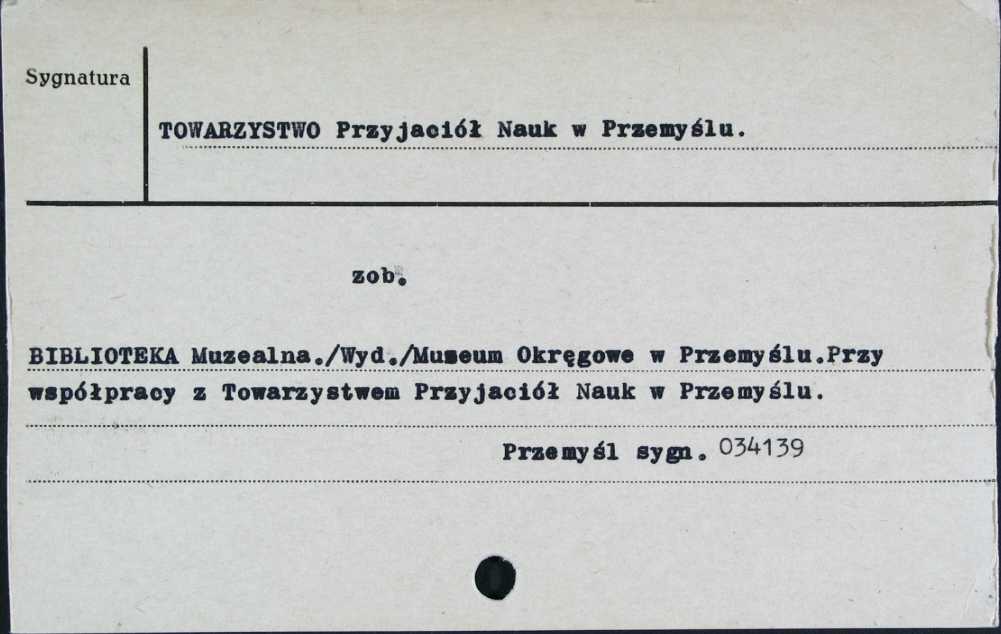 Sygnatura
TOWARZYSTWO Przyjaciół Nauk w Przemyślu.
zob.
BIBLIOTEKA Muzealna./Wyd./Museum Okręgowe w Przemyślu.Przy
współpracy z Towarzystwem Przyjaciół Nauk w Przemyślu.
Przemyśl sygn. 034139